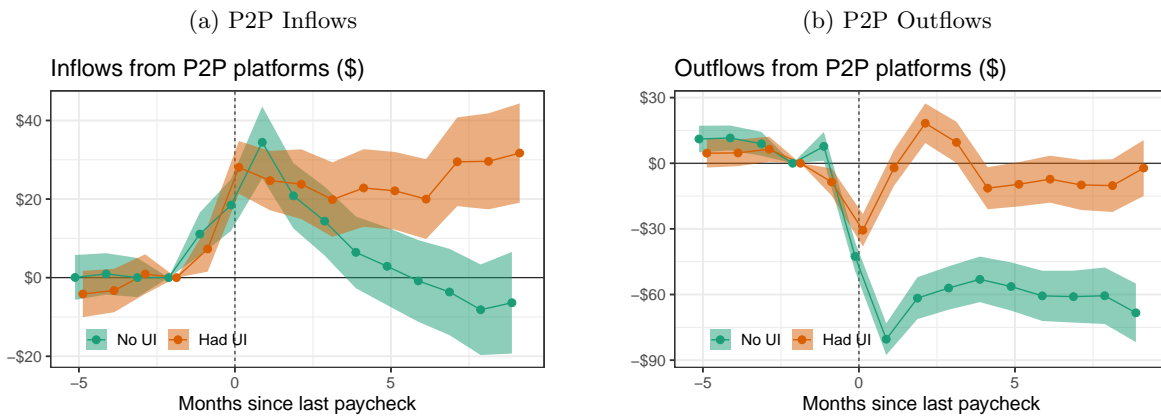 (a) P2P Inflows
Inflows from P2P platforms ($)
$40
$20
$0
−$20
No UI
Had UI
−5
0
5
Months since last paycheck
(b) P2P Outflows
Outflows from P2P platforms ($)
$30
$0
−$30
−$60
−$90
No UI
Had UI
−5
0
5
Months since last paycheck